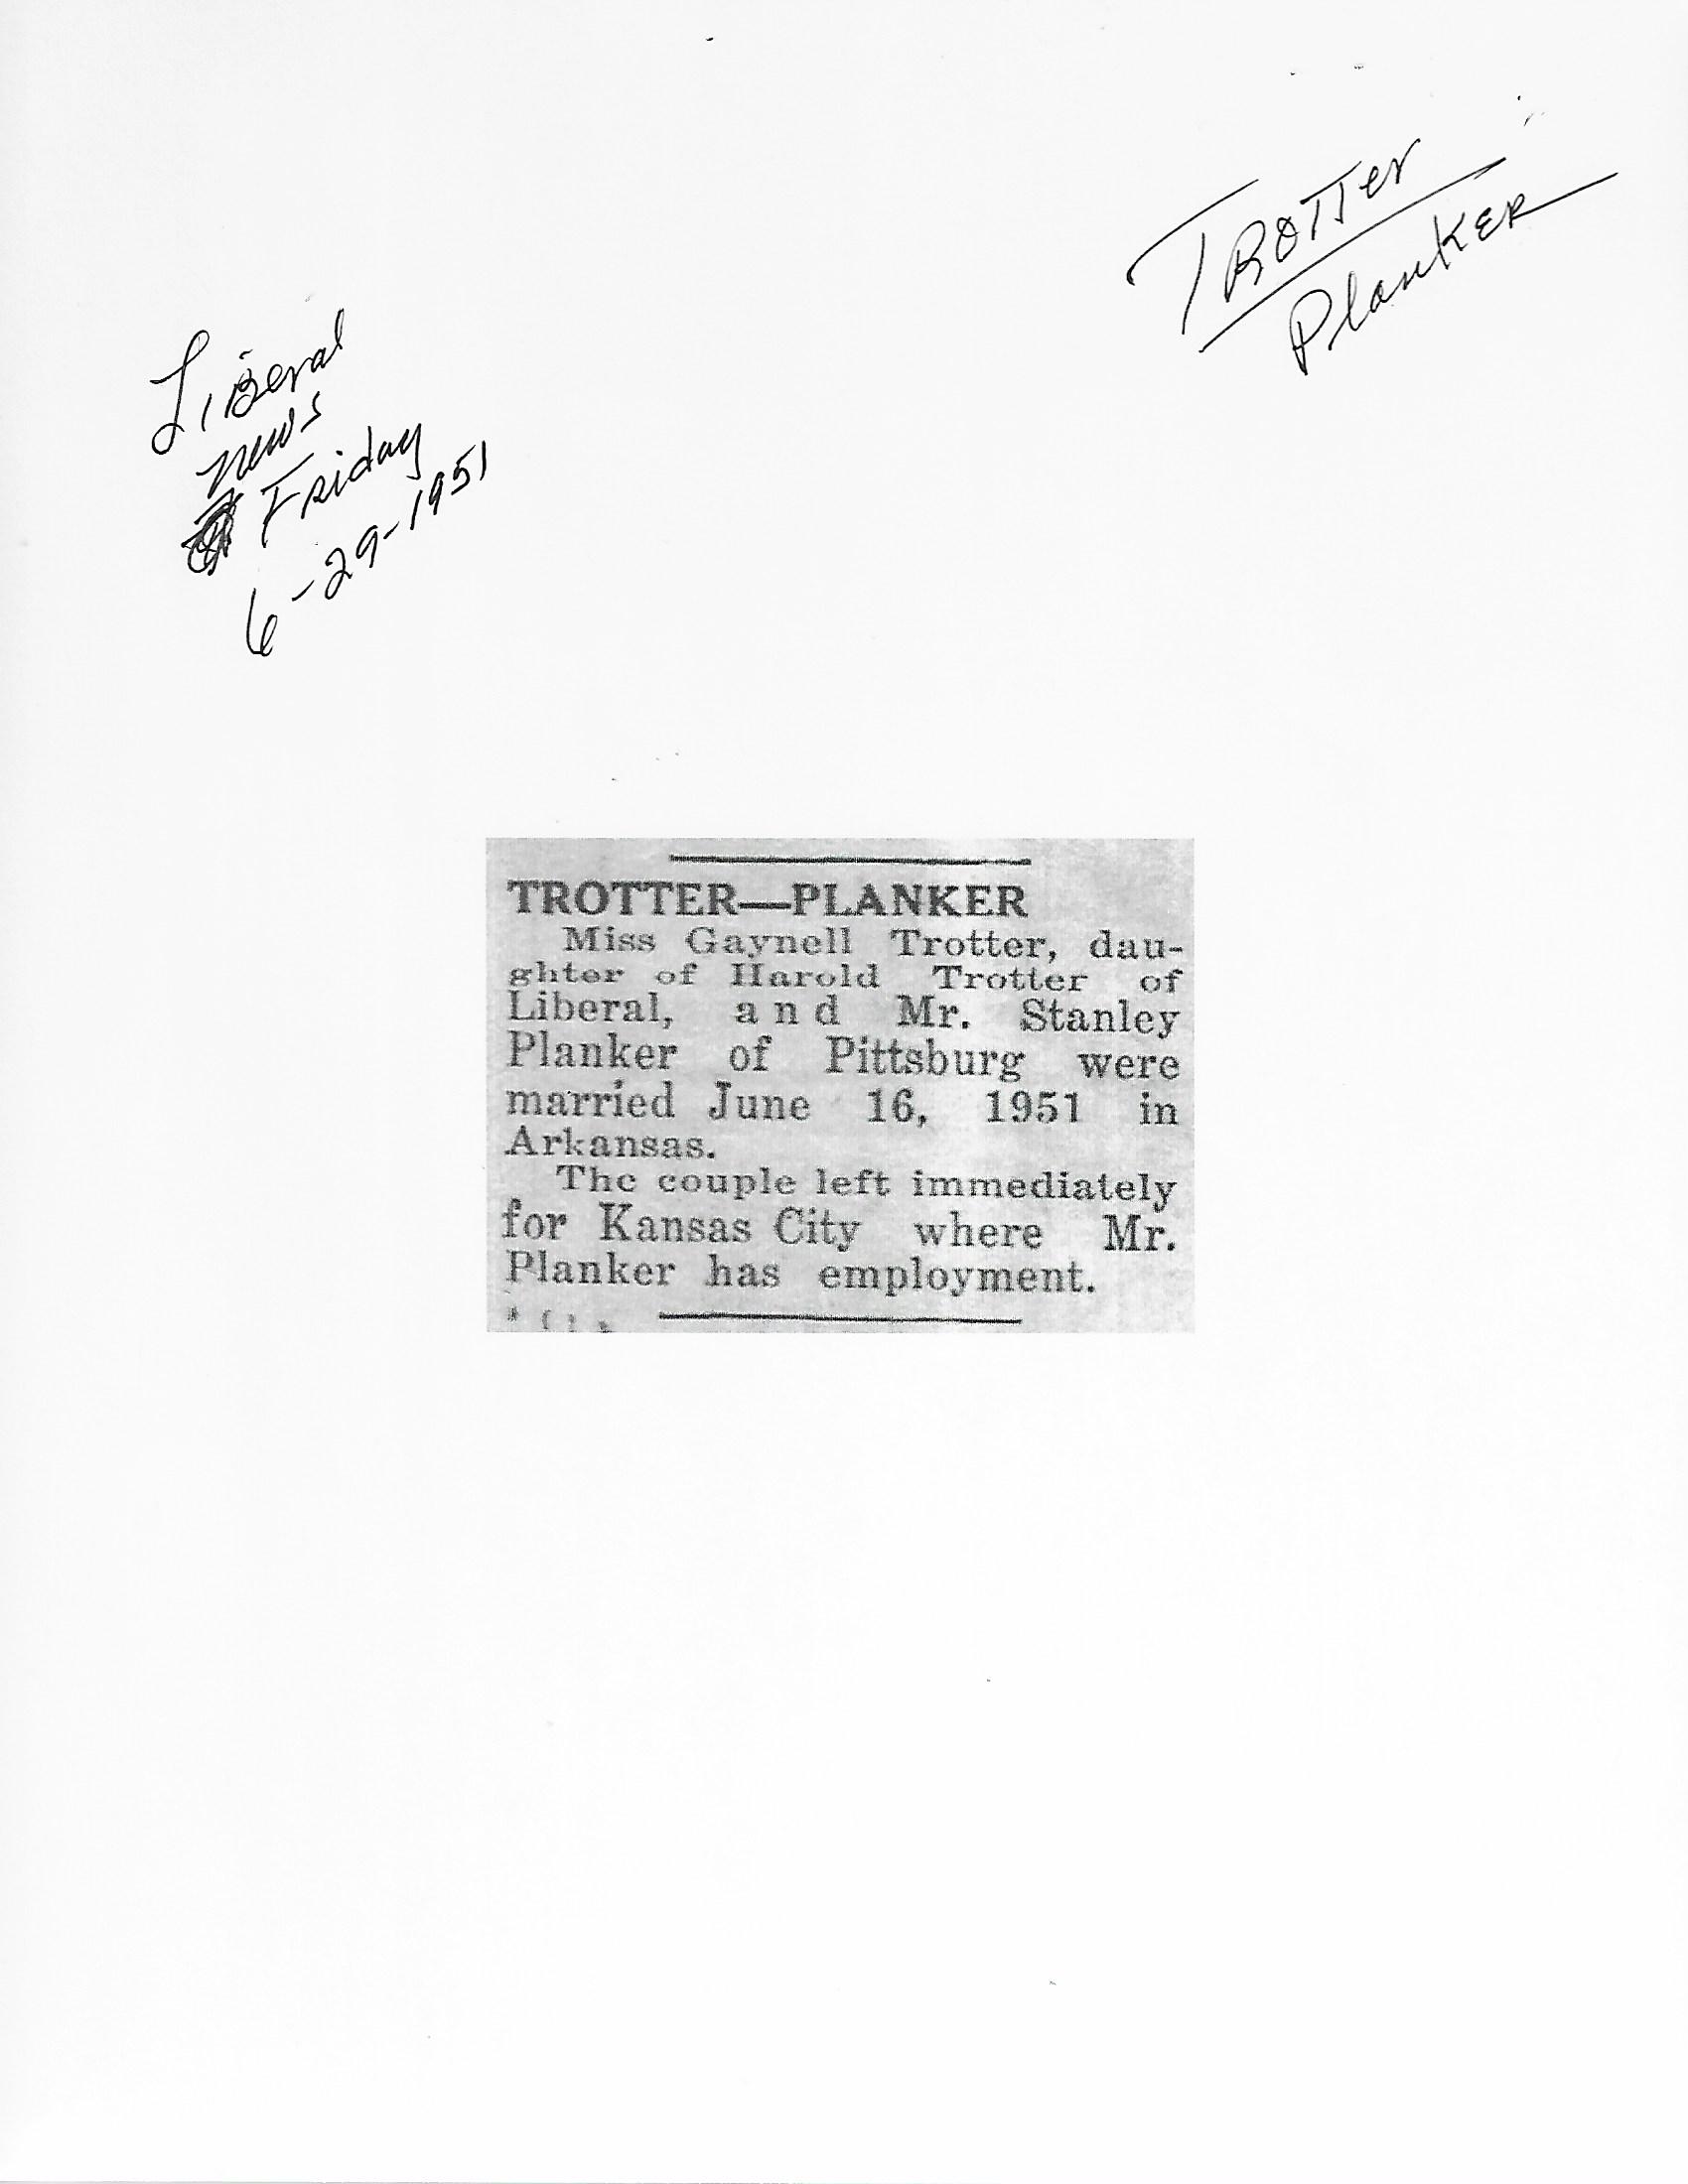 TROTTer
PlanKER
LiBeral
news
Friday
6-29-1951
TROTTER—PLANKER
Miss Gaynell Trotter, dau-
ghter of Harold Trotter of
Liberal, and Mr. Stanley
Planker of Pittsburg were
married June 16, 1951 in
Arkansas.
The couple left immediately
for Kansas City where Mr.
Planker has employment.